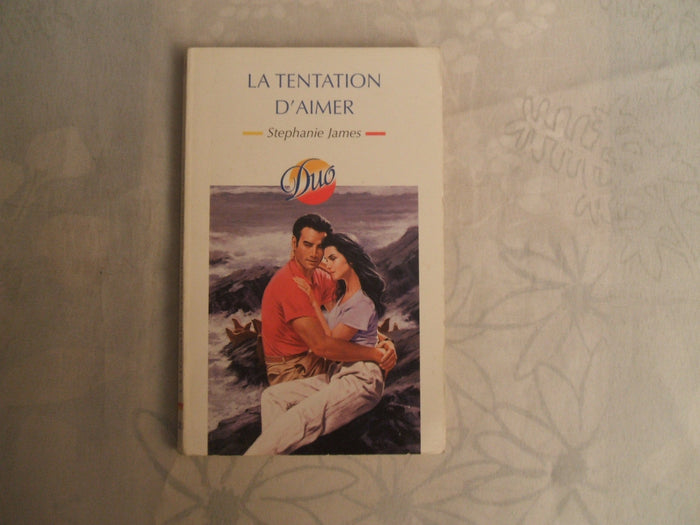 LA TENTATION
D'AIMER
Stephanie James
Duo